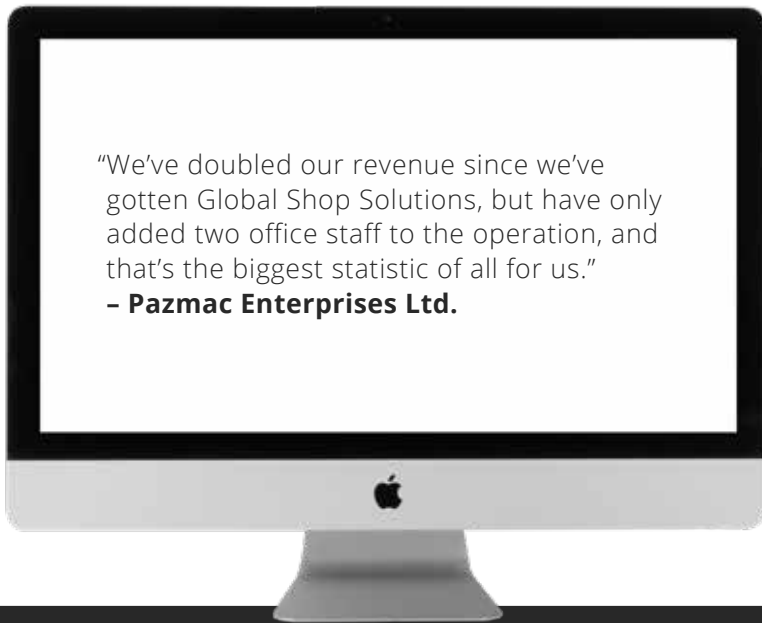 “We’ve doubled our revenue since we’ve
gotten Global Shop Solutions, but have only
added two office staff to the operation, and
that’s the biggest statistic of all for us.”
– Pazmac Enterprises Ltd.